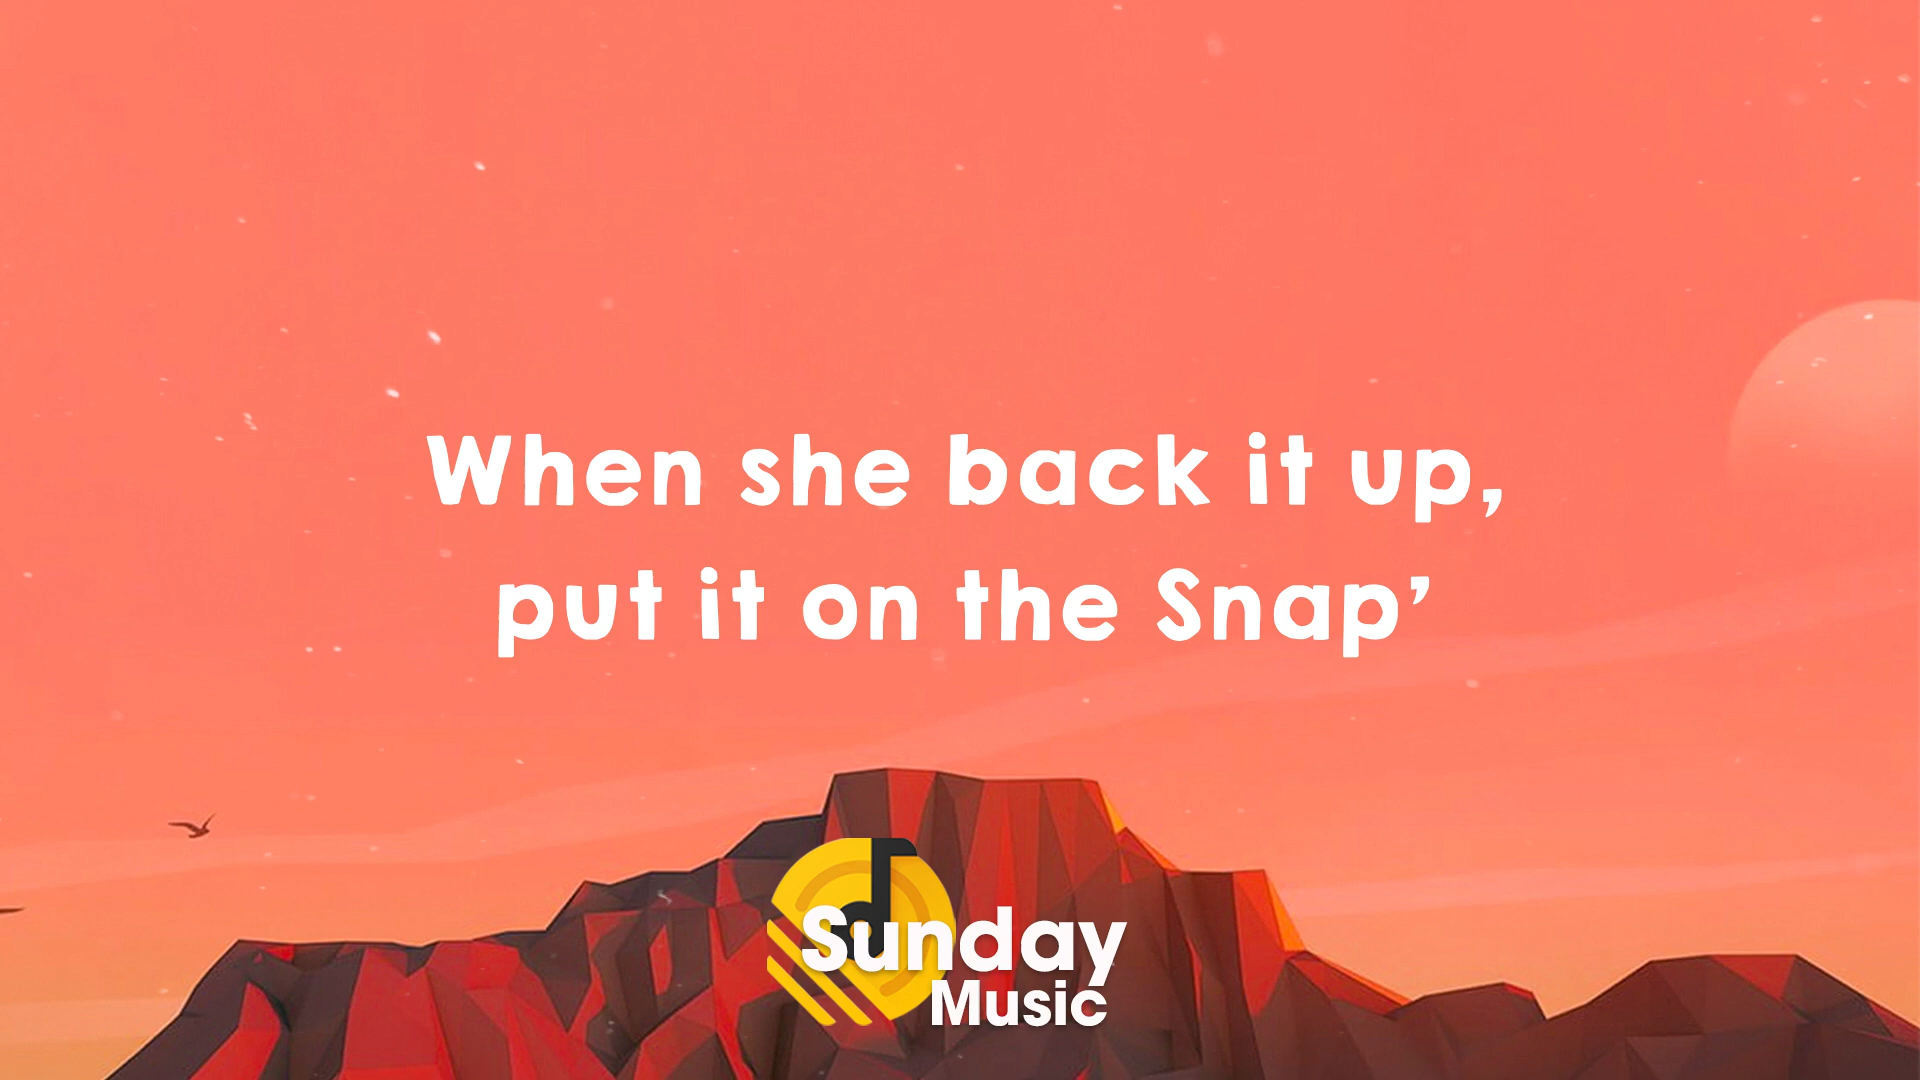 When she back it up,
put it on the Snap’
Sunday
Music